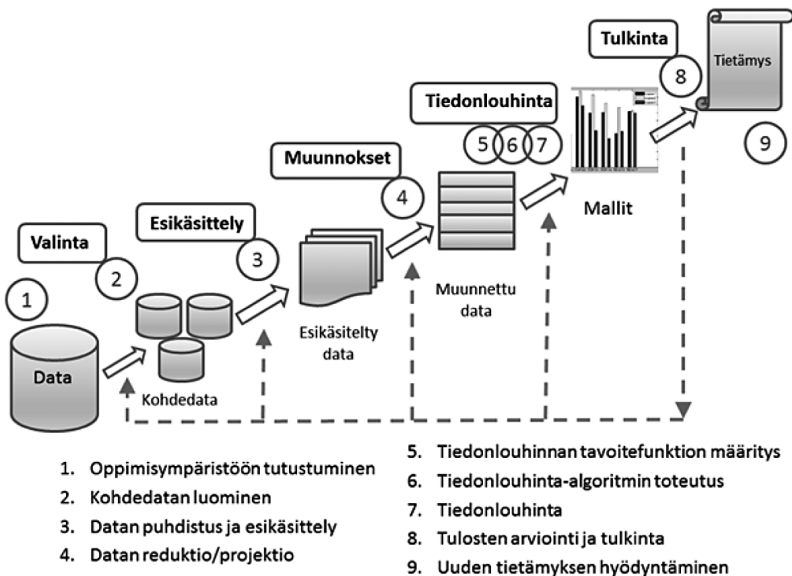 Tulkinta
8
Tietämys
9
Tiedonlouhinta
5 6 7
Mallit
Muunnokset
4
Muunnettu
data
Esikäsittely
3
Esikäsitelty
data
Valinta
2
Kohdedata
1
Data
1. Oppimisympäristöön tutustuminen
2. Kohdedatan luominen
3. Datan puhdistus ja esikäsittely
4. Datan reduktio/projektio
5. Tiedonlouhinnan tavoitefunktion määritys
6. Tiedonlouhinta-algoritmin toteutus
7. Tiedonlouhinta
8. Tulosten arviointi ja tulkinta
9. Uuden tietämyksen hyödyntäminen